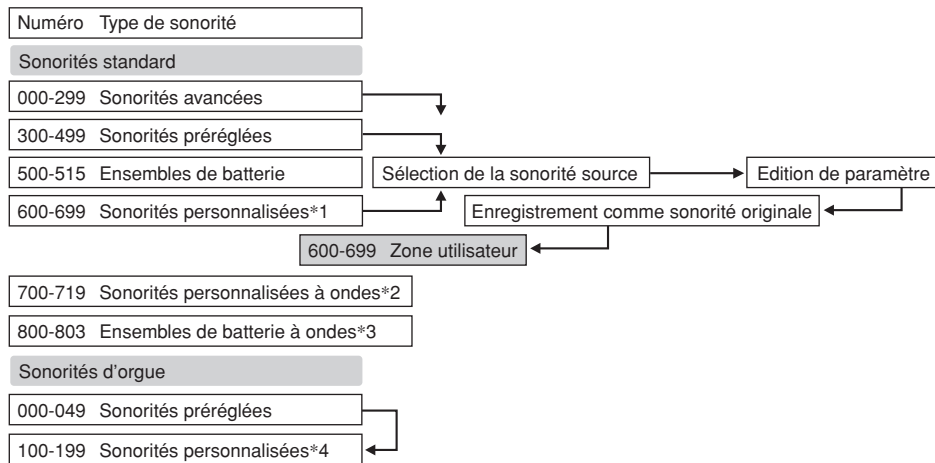 Numéro Type de sonorité
Sonorités standard
000-299 Sonorités avancées
300-499 Sonorités préréglées
500-515 Ensembles de batterie
Sélection de la sonorité source
Edition de paramètre
600-699 Sonorités personnalisées*1
Enregistrement comme sonorité originale
600-699 Zone utilisateur
700-719 Sonorités personnalisées à ondes*2
800-803 Ensembles de batterie à ondes*3
Sonorités d'orgue
000-049 Sonorités préréglées
100-199 Sonorités personnalisées*4